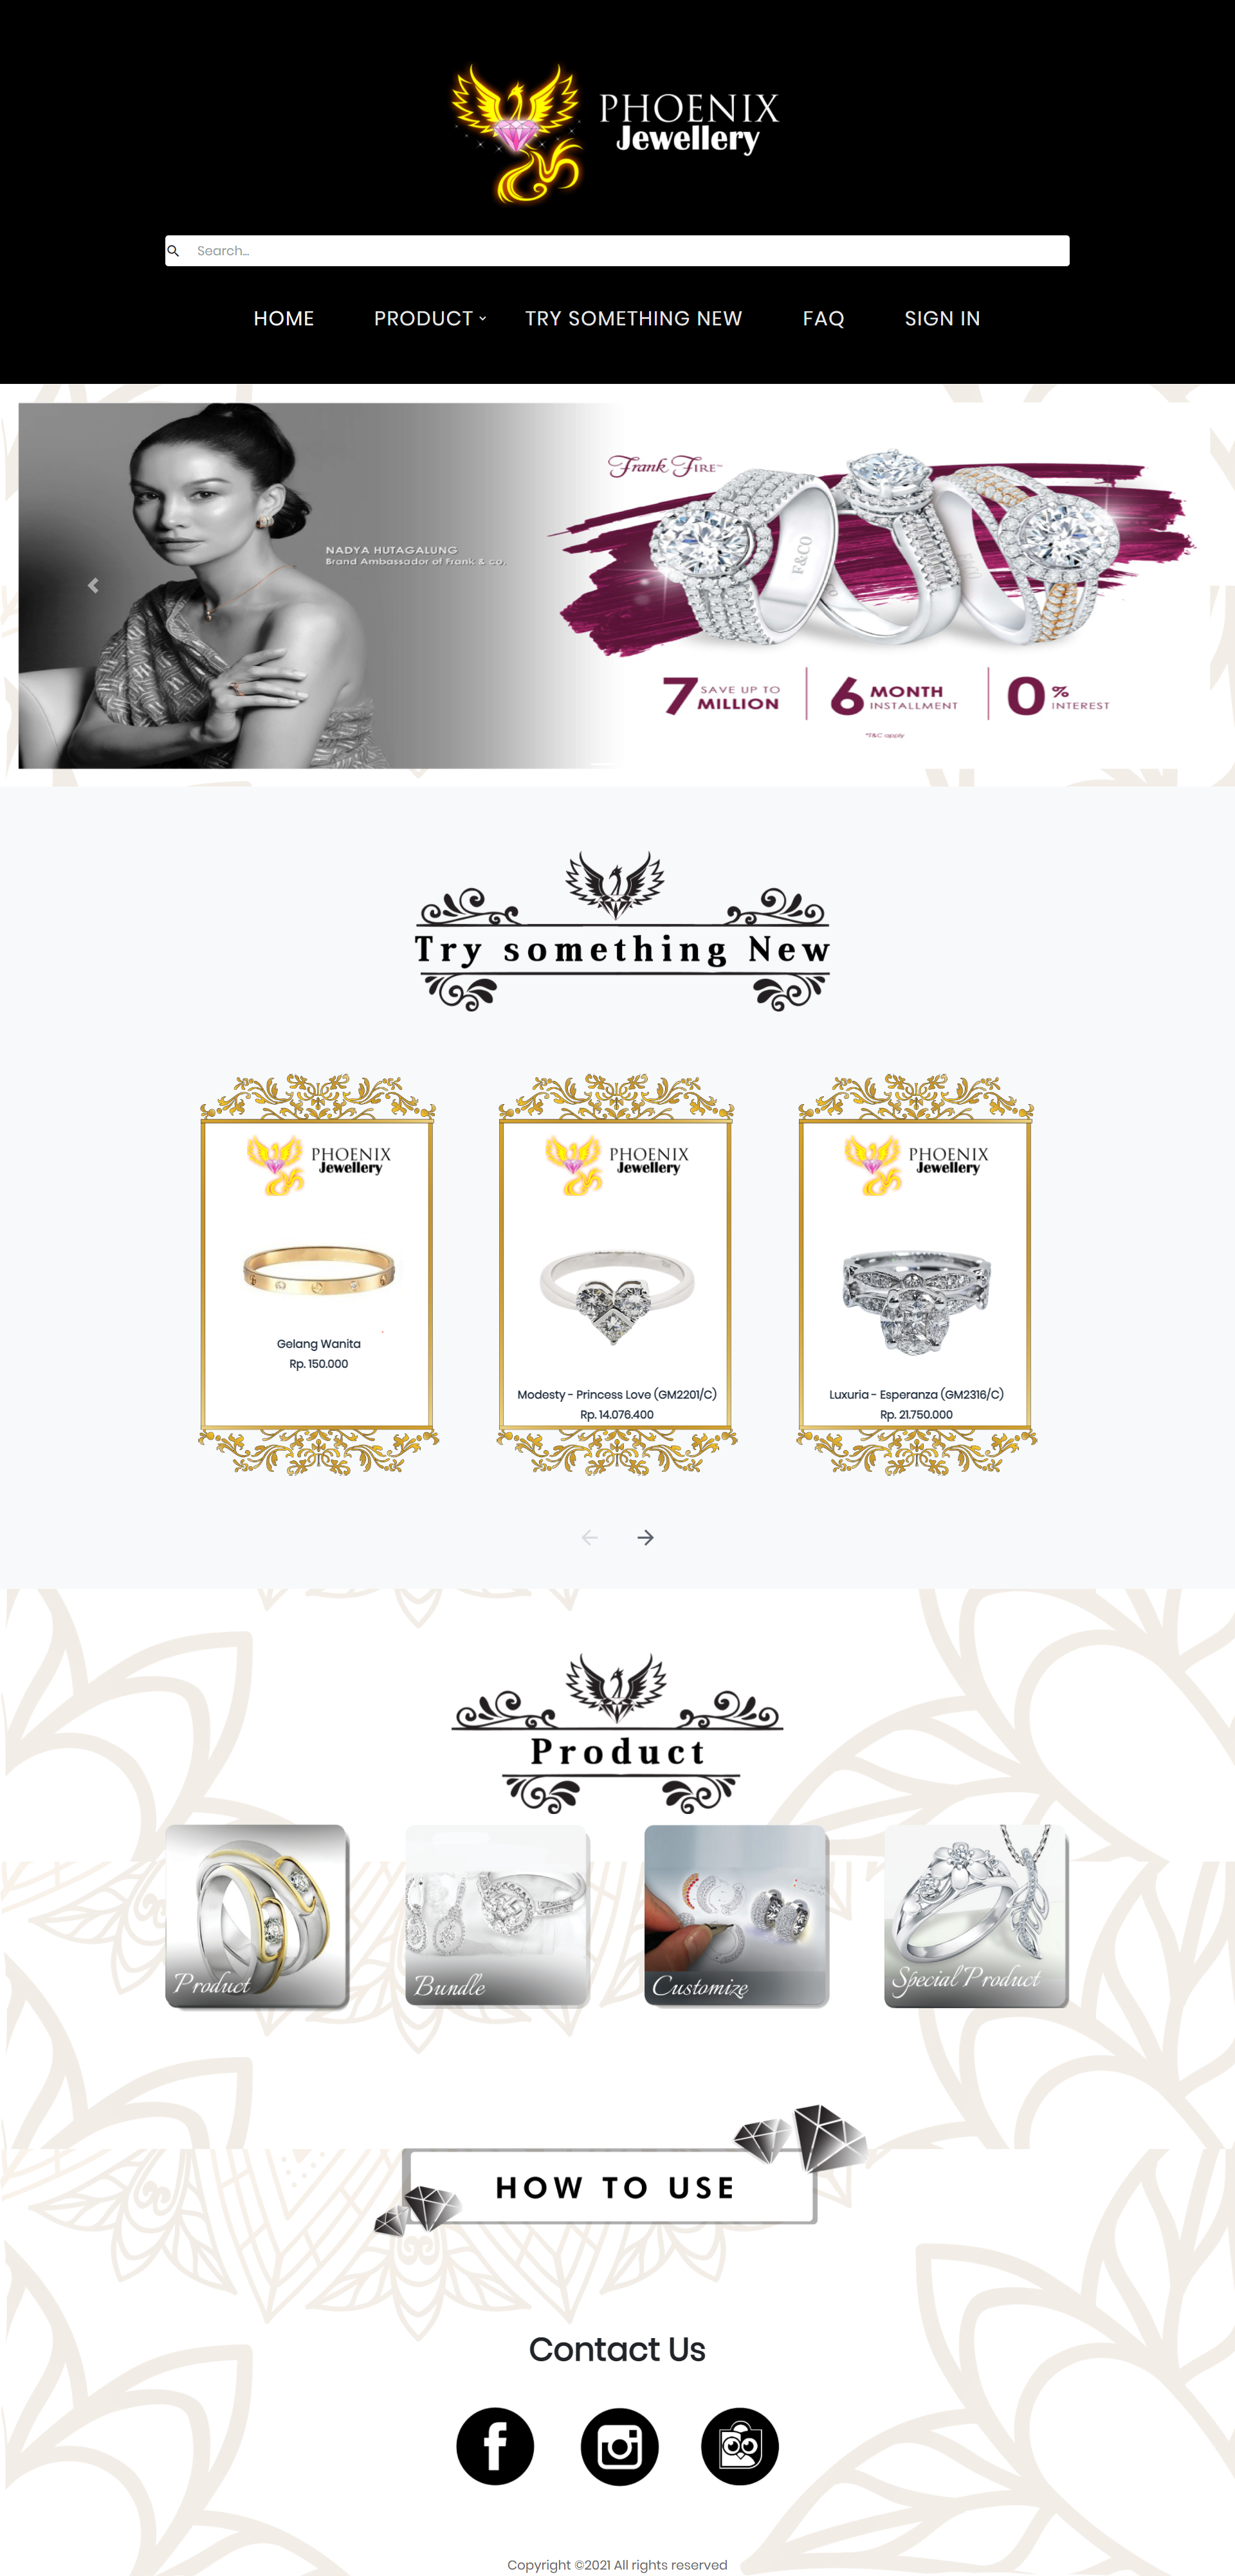 PHOENIX
Jewellery
Search...
HOME PRODUCT TRY SOMETHING NEW FAQ SIGN IN
Frank Fire™
NADYA HUTAGALUNG
Brand Ambassador of Frank & co.
F&CO
7 SAVE UP TO MILLION
6 MONTH INSTALLMENT
0 % INTEREST
*T&C apply
Try something New
PHOENIX
Jewellery
Gelang Wanita
Rp. 150.000
PHOENIX
Jewellery
Modesty - Princess Love (GM2201/C)
Rp. 14.076.400
PHOENIX
Jewellery
Luxuria - Esperanza (GM2316/C)
Rp. 21.750.000
Product
Product
Bundle
Customize
Special Product
HOW TO USE
Contact Us
Copyright ©2021 All rights reserved